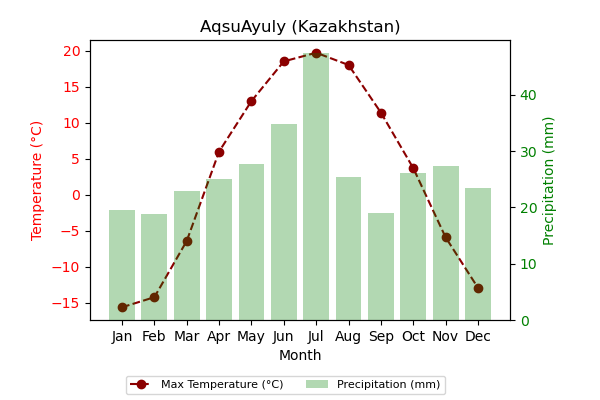 AqsuAyuly (Kazakhstan)
20
15
10
5
0
−5
−10
−15
Temperature (°C)
40
30
20
10
0
Precipitation (mm)
Jan Feb Mar Apr May Jun Jul Aug Sep Oct Nov Dec
Month
Max Temperature (°C) Precipitation (mm)